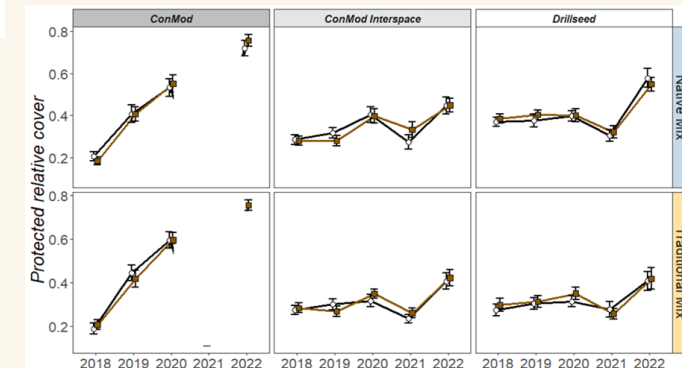 ConMod ConMod Interspace Drillseed
Protected relative cover
0.8
0.6
0.4
0.2
Native Mix
0.8
0.6
0.4
0.2
Traditional Mix
2018 2019 2020 2021 2022 2018 2019 2020 2021 2022 2018 2019 2020 2021 2022